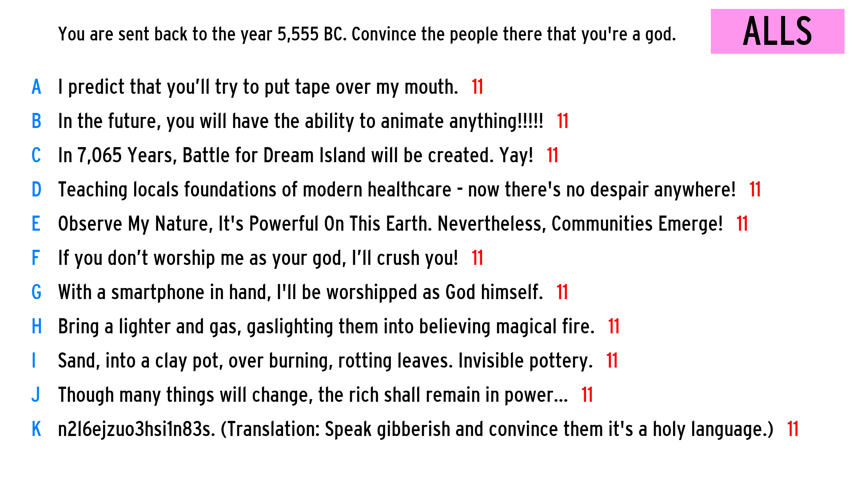 You are sent back to the year 5,555 BC. Convince the people there that you're a god.
ALLS
A I predict that you’ll try to put tape over my mouth. 11
B In the future, you will have the ability to animate anything!!!!! 11
C In 7,065 Years, Battle for Dream Island will be created. Yay! 11
D Teaching locals foundations of modern healthcare - now there's no despair anywhere! 11
E Observe My Nature, It's Powerful On This Earth. Nevertheless, Communities Emerge! 11
F If you don’t worship me as your god, I’ll crush you! 11
G With a smartphone in hand, I'll be worshipped as God himself. 11
H Bring a lighter and gas, gaslighting them into believing magical fire. 11
I Sand, into a clay pot, over burning, rotting leaves. Invisible pottery. 11
J Though many things will change, the rich shall remain in power... 11
K n2l6ejzuo3hsi1n83s. (Translation: Speak gibberish and convince them it's a holy language.) 11